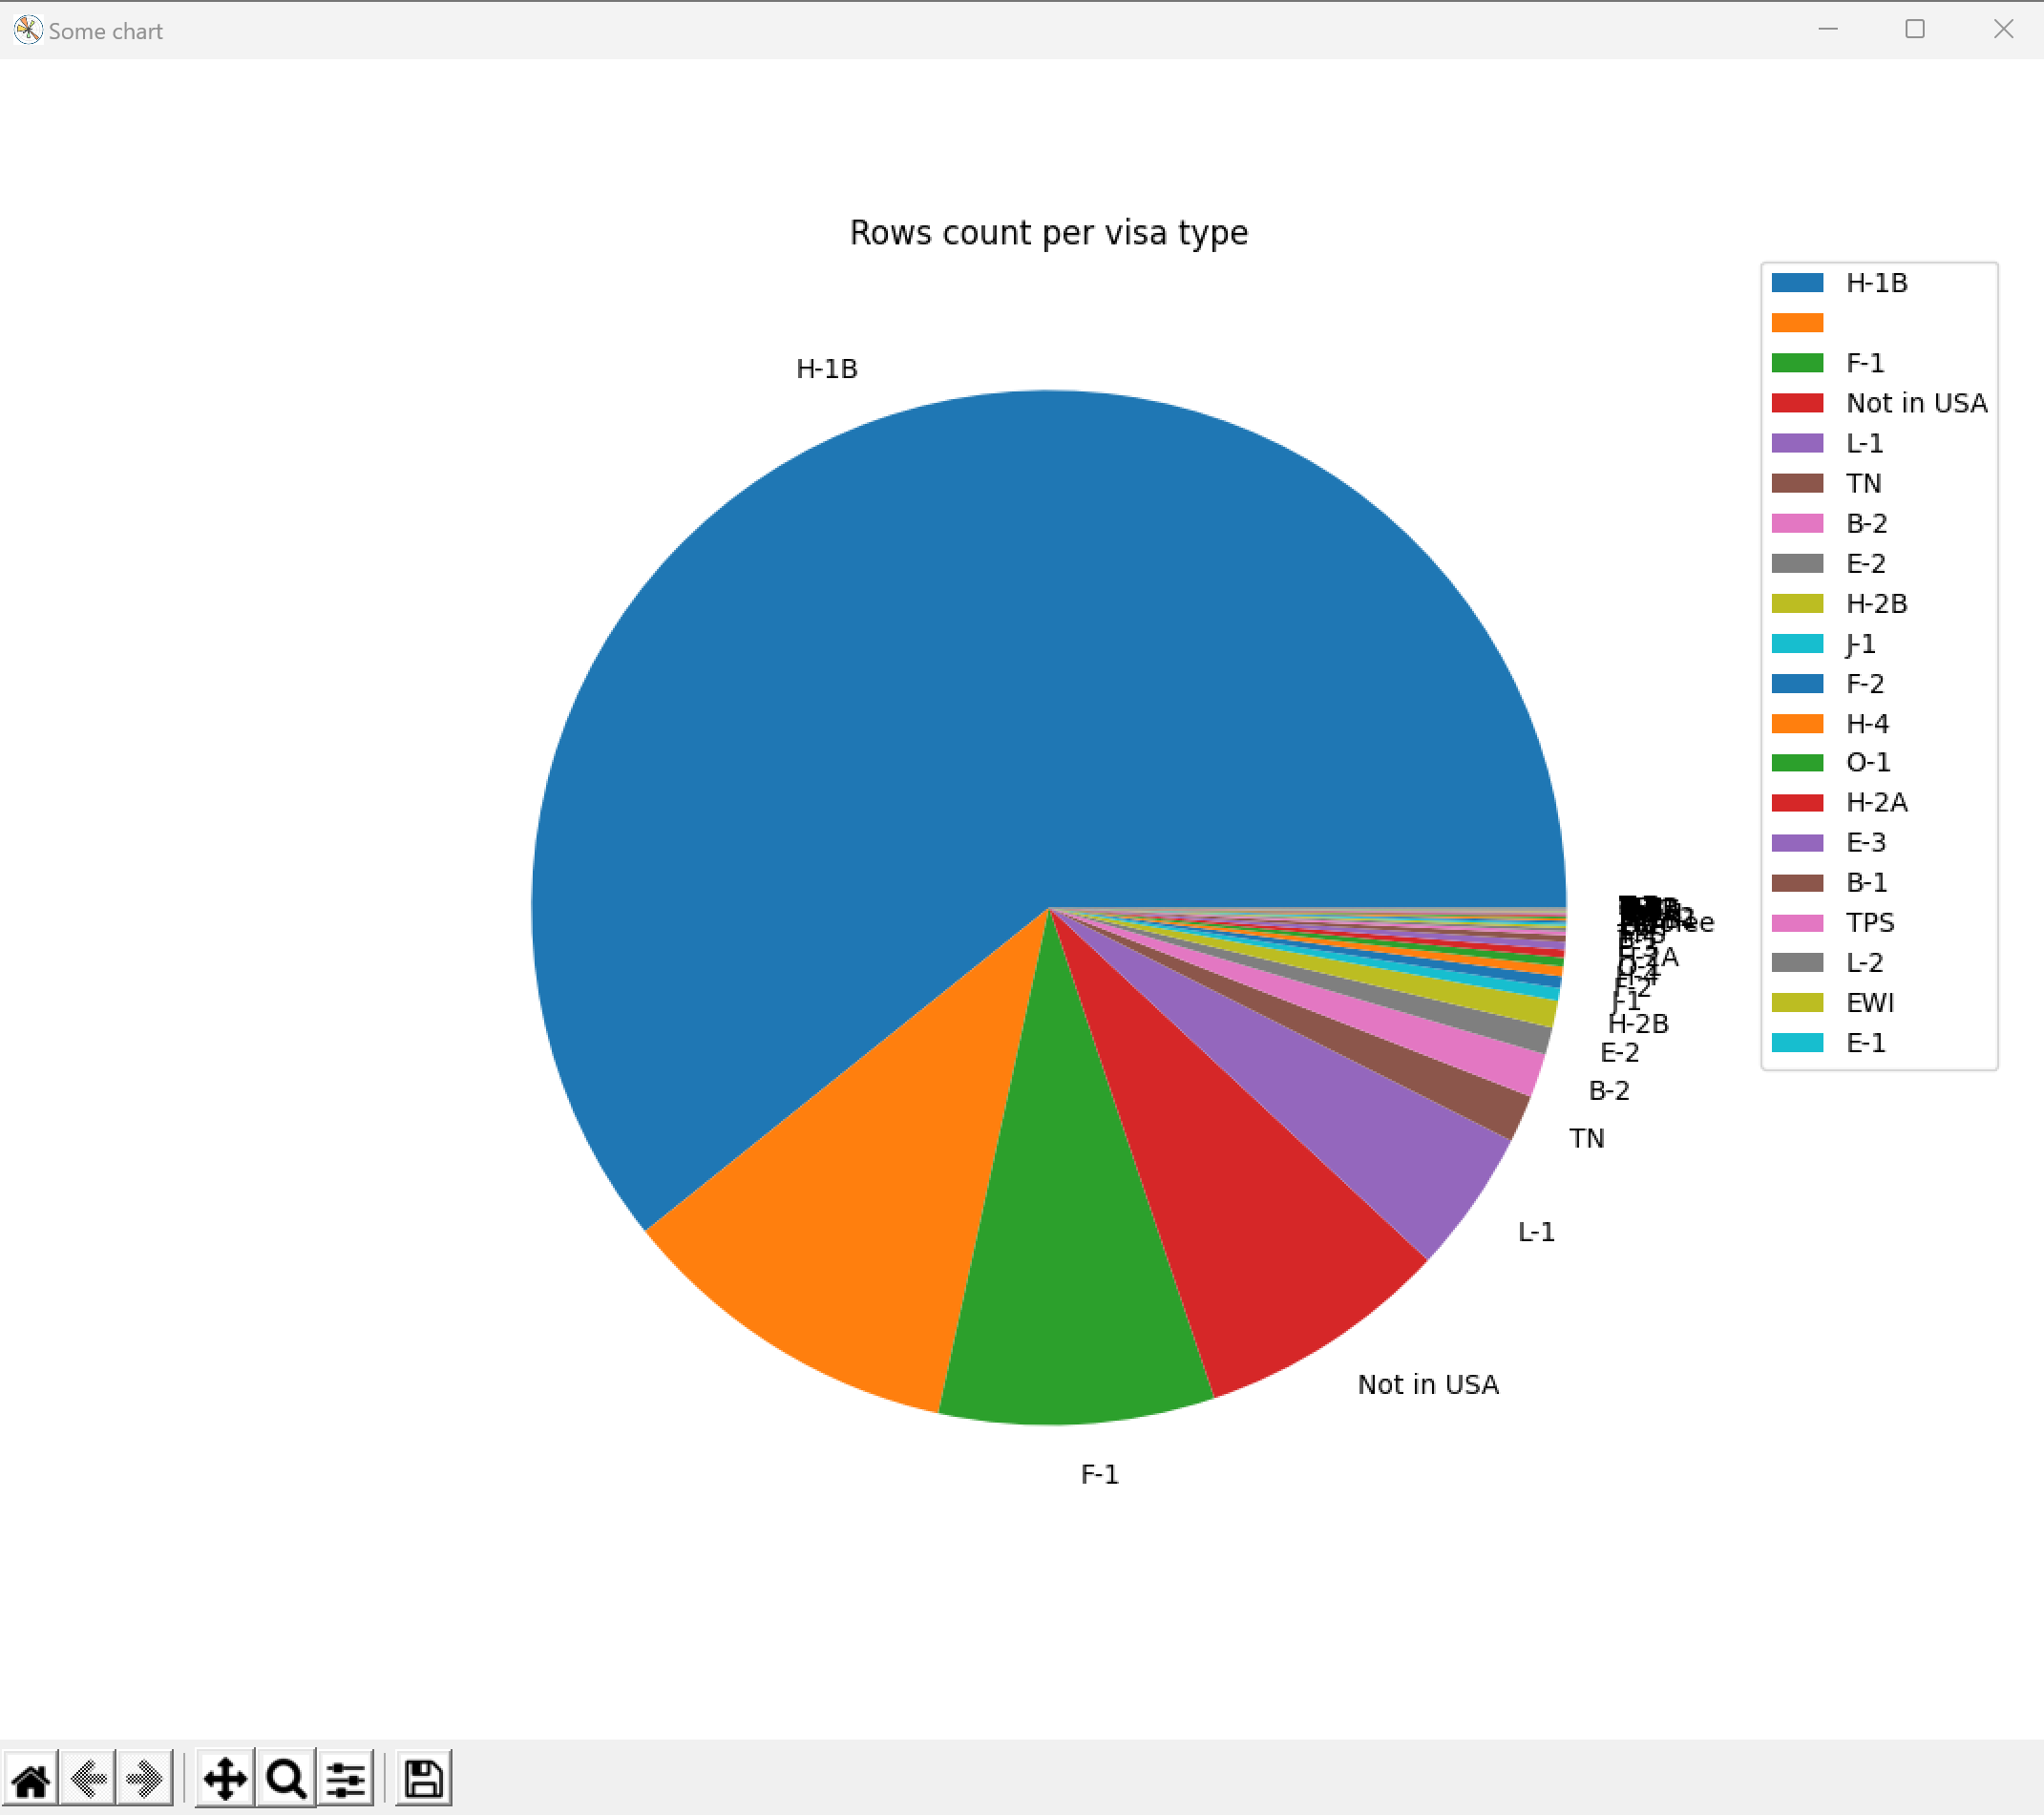 Some chart
Rows count per visa type
H-1B
H-1B
F-1
Not in USA
L-1
TN
B-2
E-2
H-2B
J-1
F-2
H-4
O-1
H-2A
E-3
B-1
TPS
L-2
EWI
E-1
H-2A
J-1
H-2B
E-2
B-2
TN
L-1
Not in USA
F-1